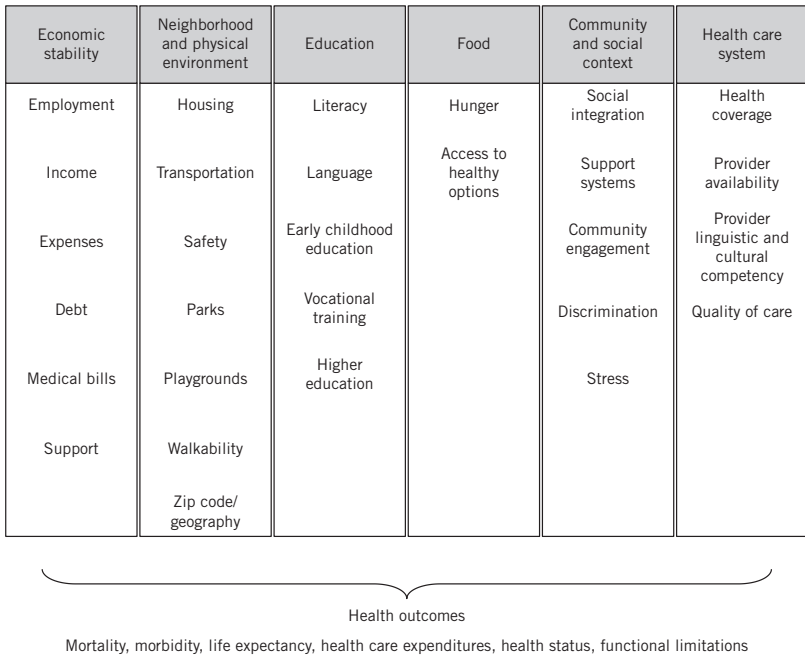 Economic
stability
Employment
Income
Expenses
Debt
Medical bills
Support
Neighborhood
and physical
environment
Housing
Transportation
Safety
Parks
Playgrounds
Walkability
Zip code/
geography
Education
Literacy
Language
Early childhood
education
Vocational
training
Higher
education
Food
Hunger
Access to
healthy
options
Community
and social
context
Social
integration
Support
systems
Community
engagement
Discrimination
Stress
Health care
system
Health
coverage
Provider
availability
Provider
linguistic and
cultural
competency
Quality of care
Health outcomes
Mortality, morbidity, life expectancy, health care expenditures, health status, functional limitations